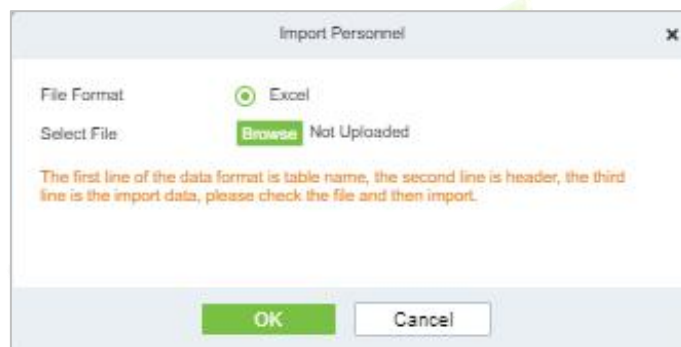 Import Personnel
File Format Excel
Select File Browse Not Uploaded
The first line of the data format is table name, the second line is header, the third
line is the import data, please check the file and then import.
OK Cancel